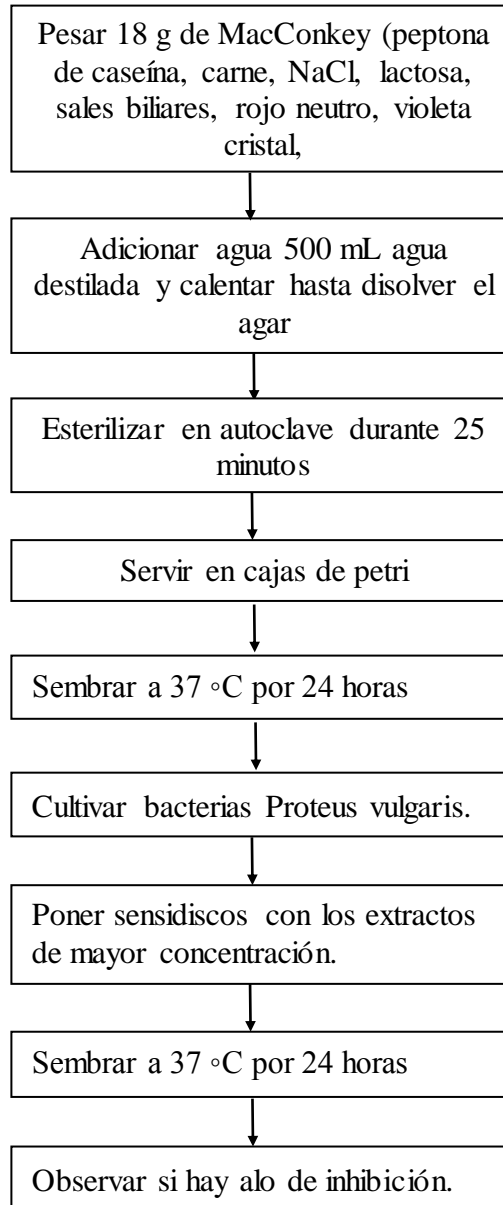 Pesar 18 g de MacConkey (peptona
de caseína, carne, NaCl, lactosa,
sales biliares, rojo neutro, violeta
cristal,
Adicionar agua 500 mL agua
destilada y calentar hasta disolver el
agar
Esterilizar en autoclave durante 25
minutos
Servir en cajas de petri
Sembrar a 37 ◦C por 24 horas
Cultivar bacterias Proteus vulgaris.
Poner sensidiscos con los extractos
de mayor concentración.
Sembrar a 37 ◦C por 24 horas
Observar si hay alo de inhibición.